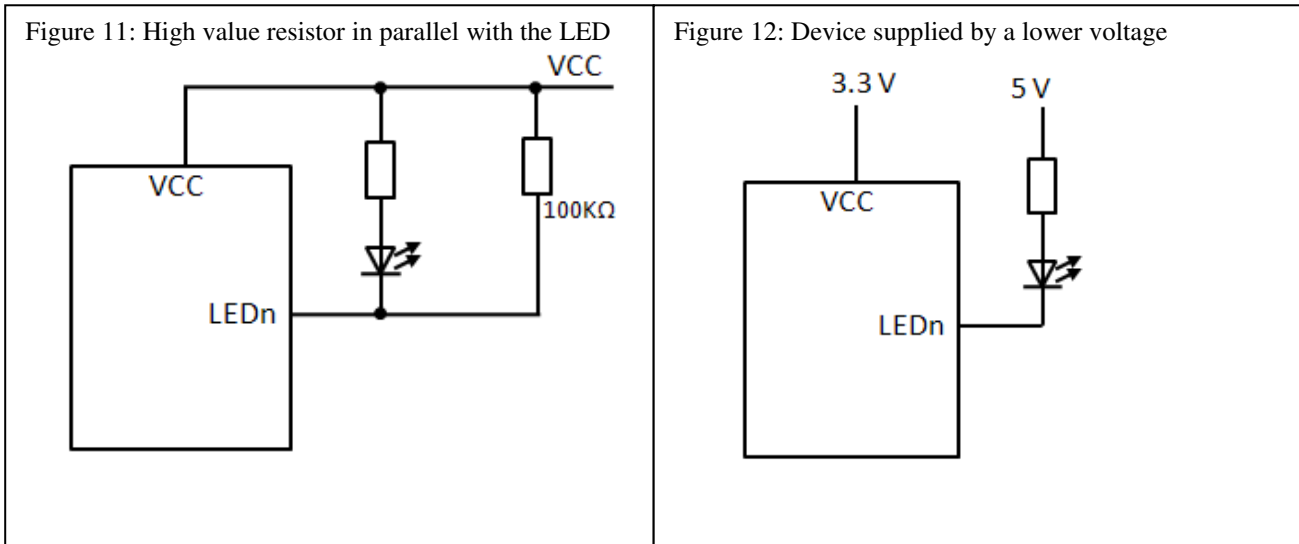 Figure 11: High value resistor in parallel with the LED
VCC
VCC
100KΩ
LEDn
Figure 12: Device supplied by a lower voltage
3.3 V
5 V
VCC
LEDn